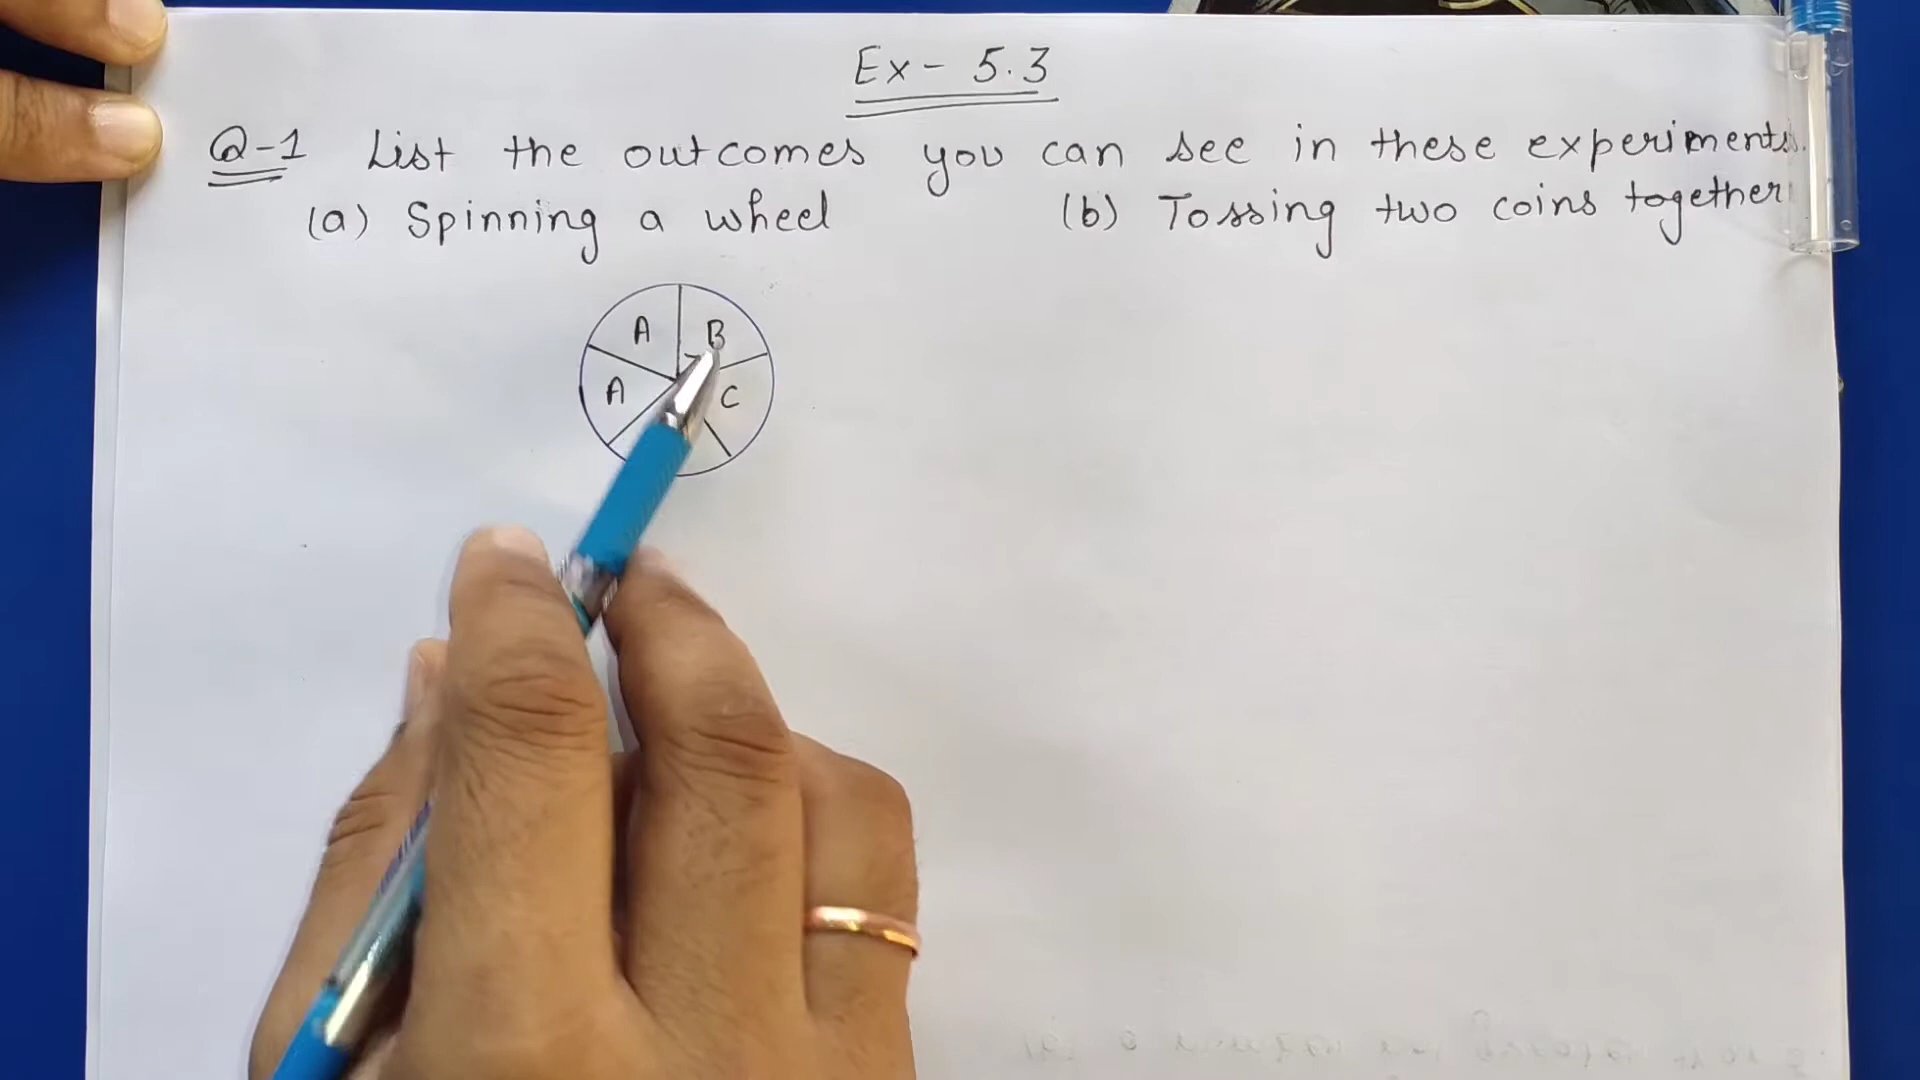 Ex- 5.3
Q-1 List the outcomes you can see in these experiments.
(a) Spinning a wheel (b) Tossing two coins together
A B
A C